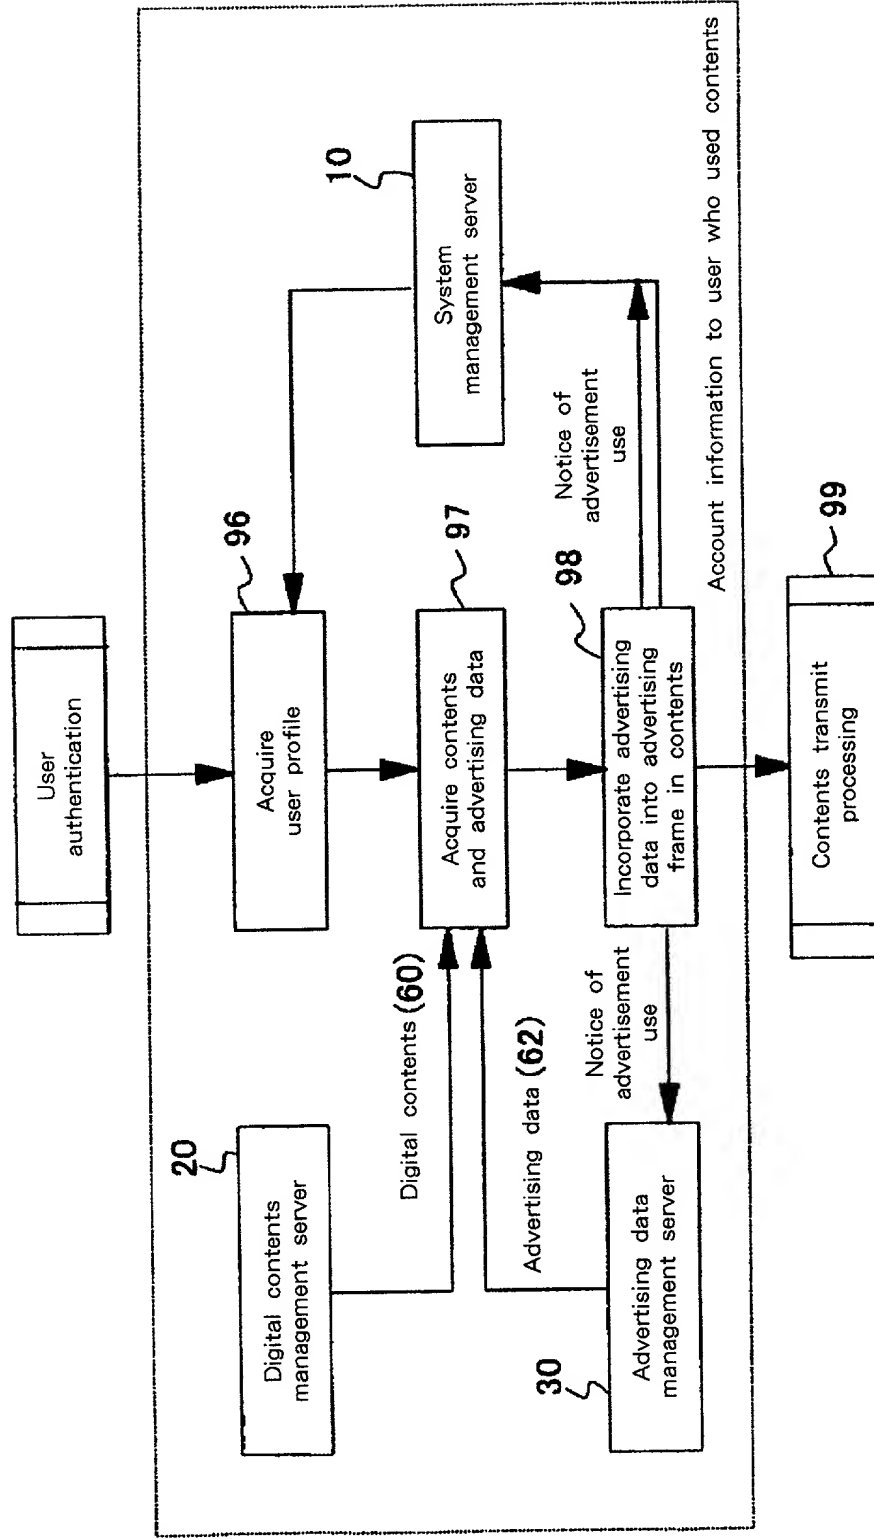 User
authentication
96
Acquire
user profile
10
System
management server
20
Digital contents
management server
Digital contents (60)
97
Acquire contents
and advertising data
Advertising data (62)
Notice of
advertisement
use
98
Incorporate advertising
data into advertising
frame in contents
Notice of
advertisement
use
30
Advertising data
management server
Account information to user who used contents
99
Contents transmit
processing